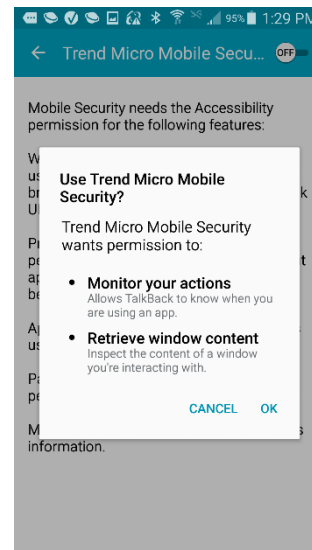 95% 1:29 PM
Trend Micro Mobile Secu... OFF
Mobile Security needs the Accessibility
permission for the following features:
Use Trend Micro Mobile
Security?
Trend Micro Mobile Security
wants permission to:
• Monitor your actions
Allows TalkBack to know when you
are using an app.
• Retrieve window content
Inspect the content of a window
you're interacting with.
CANCEL OK
information.